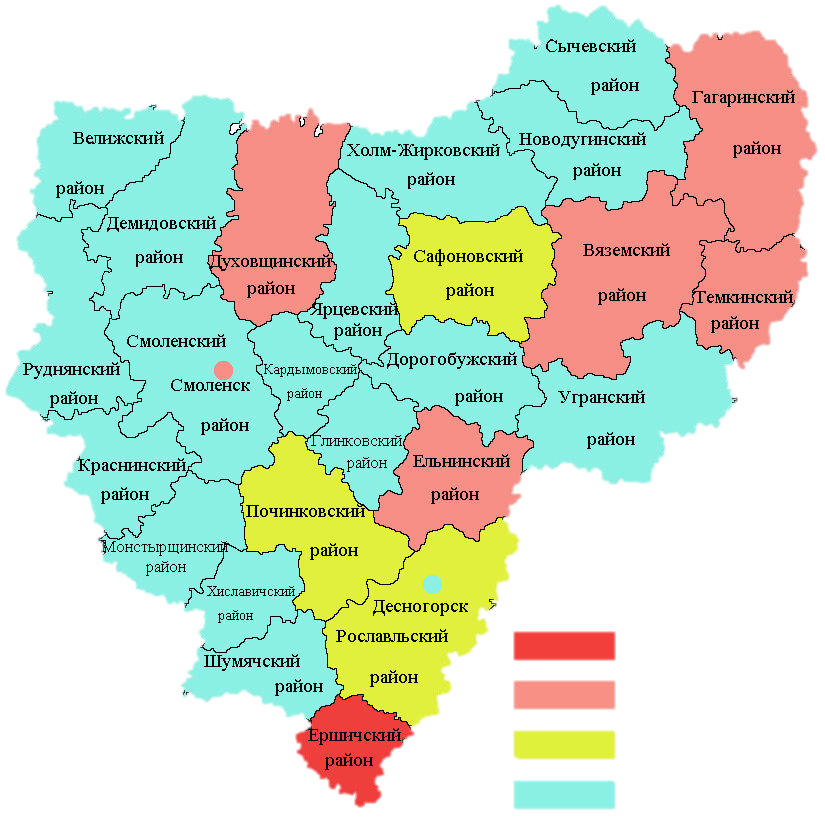 Сычевский
район
Гагаринский
район
Велижский
район
Холм-Жирковский
район
Новодугинский
район
Демидовский
район
Духовщинский
район
Сафоновский
район
Вяземский
район
Темкинский
район
Ярцевский
район
Смоленский
Смоленск
район
Руднянский
район
Кардымовский
район
Дорогобужский
район
Угранский
район
Глинковский
район
Ельнинский
район
Краснинский
район
Починковский
район
Монстырщинский
район
Хиславичский
район
Десногорск
Рославльский
район
Шумячский
район
Ершичский
район